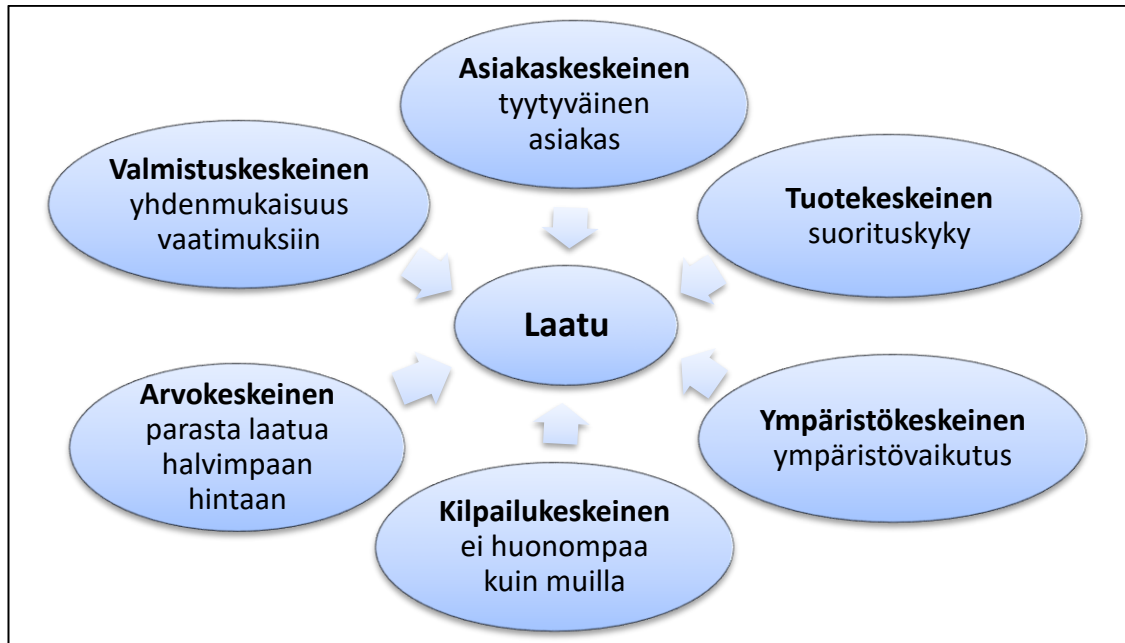 Asiakaskeskeinen
tyytyväinen
asiakas
Valmistuskeskeinen
yhdenmukaisuus
vaatimuksiin
Tuotekeskeinen
suorituskyky
Laatu
Arvokeskeinen
parasta laatua
halvimpaan
hintaan
Ympäristökeskeinen
ympäristövaikutus
Kilpailukeskeinen
ei huonompaa
kuin muilla